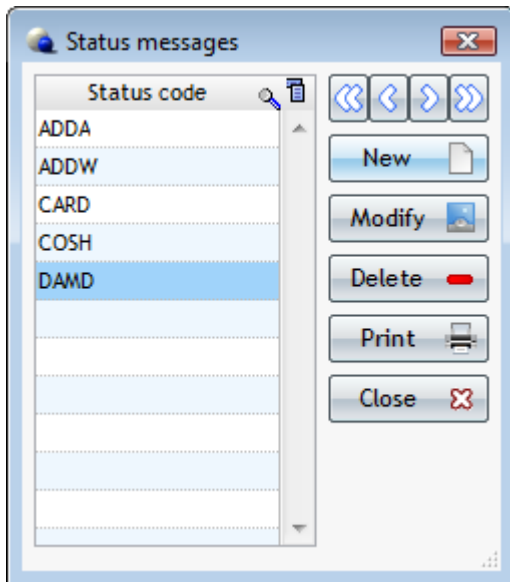 Status messages
Status code
ADDA
ADDW
CARD
COSH
DAMD
New
Modify
Delete
Print
Close